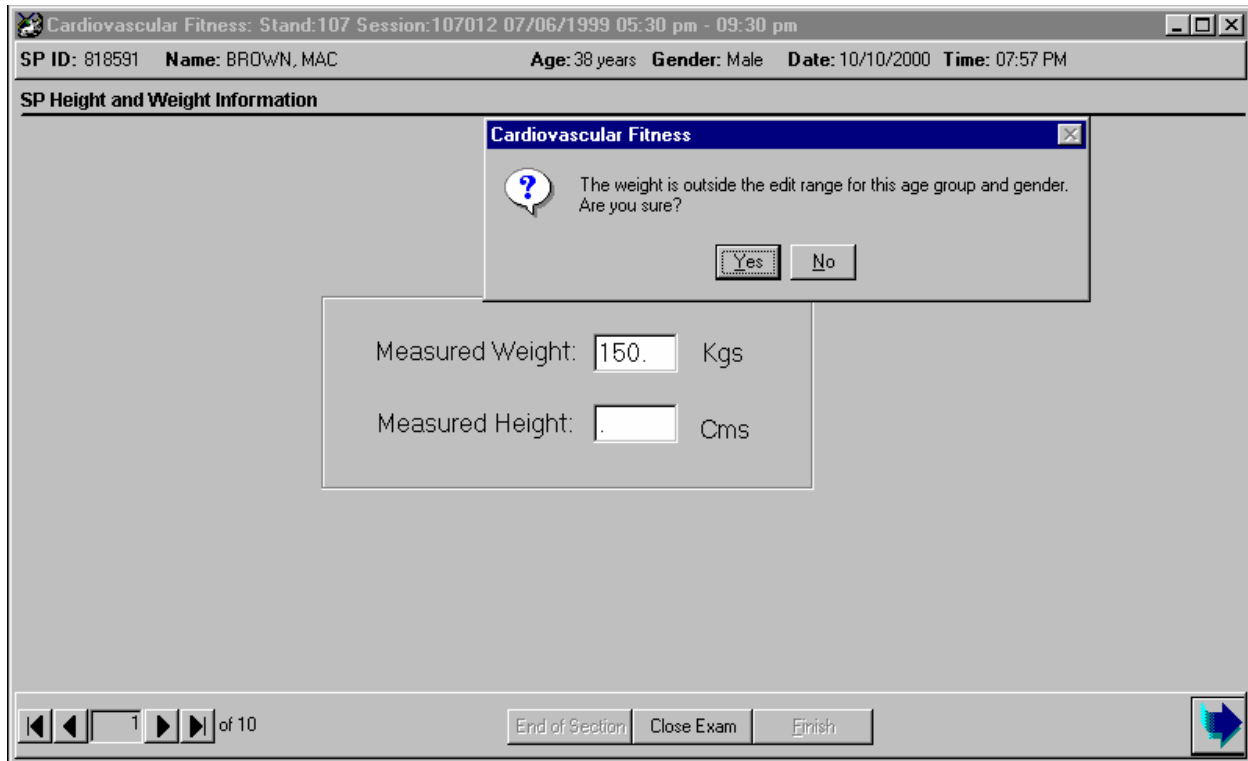 Cardiovascular Fitness: Stand:107 Session:107012 07/06/1999 05:30 pm - 09:30 pm
SP ID: 818591 Name: BROWN, MAC Age: 38 years Gender: Male Date: 10/10/2000 Time: 07:57 PM
SP Height and Weight Information
Cardiovascular Fitness
The weight is outside the edit range for this age group and gender.
Are you sure?
Yes No
Measured Weight: 150. Kgs
Measured Height: . Cms
1 of 10 End of Section Close Exam Finish